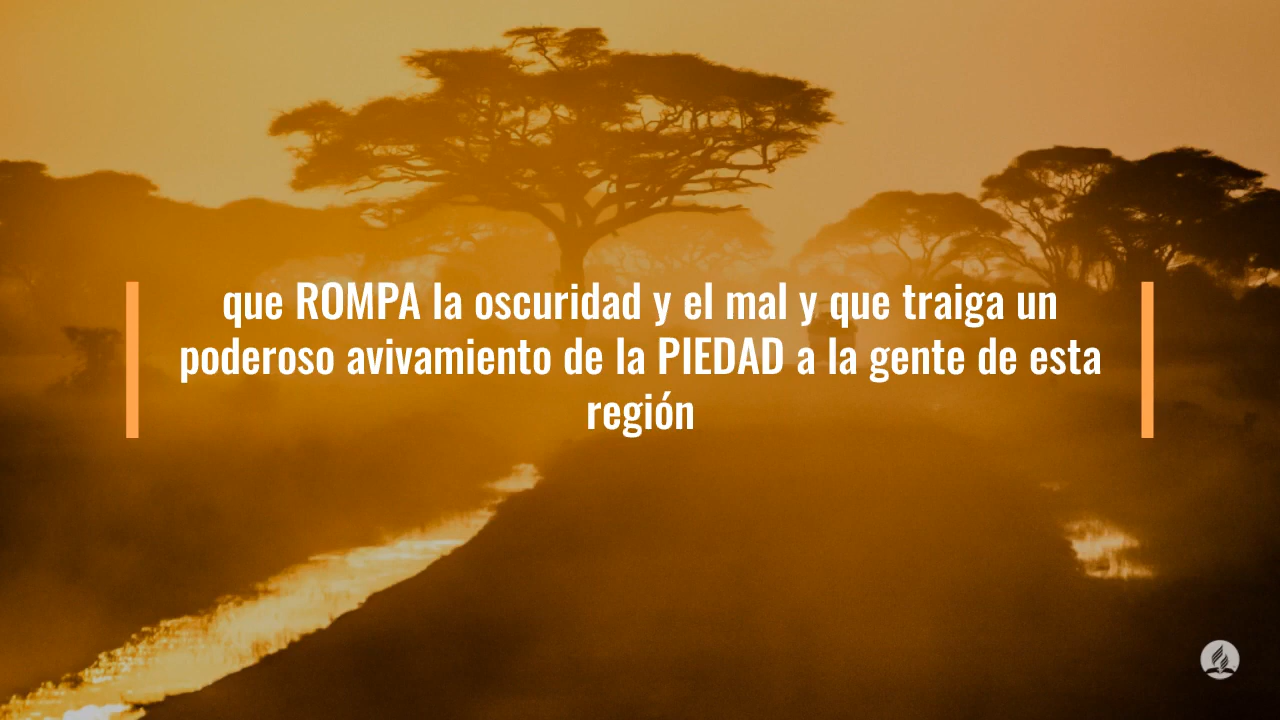 que ROMPA la oscuridad y el mal y que traiga un
poderoso avivamiento de la PIEDAD a la gente de esta
región